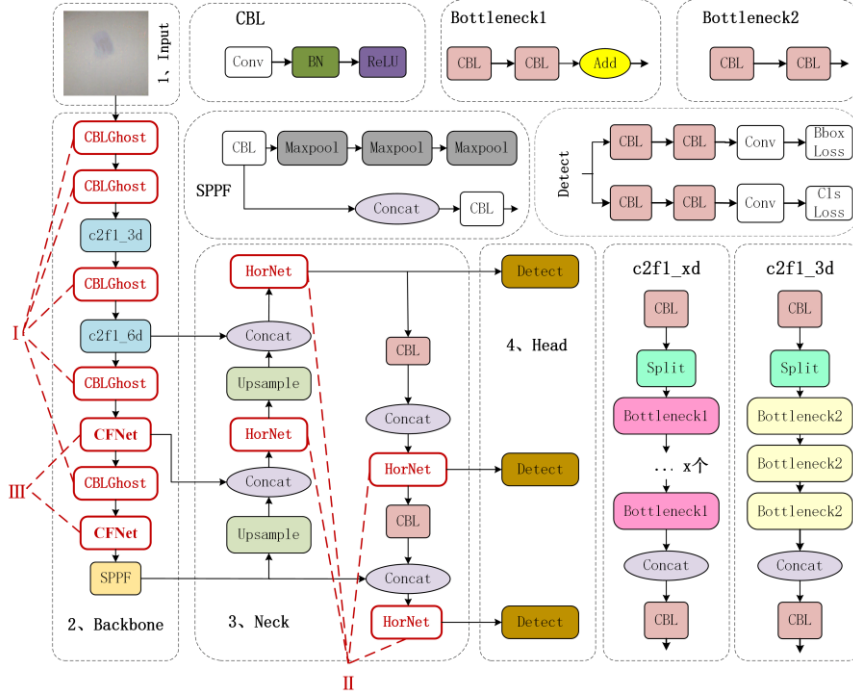 1、Input
CBL
Conv
BN
ReLU
Bottleneck1
CBL
CBL
Add
Bottleneck2
CBL
CBL
CBL
Maxpool
Maxpool
Maxpool
SPPF
Concat
CBL
Detect
CBL
CBL
Conv
Bbox
Loss
CBL
CBL
Conv
Cls
Loss
CBLGhost
CBLGhost
c2f1_3d
CBLGhost
c2f1_6d
CBLGhost
CFNet
CBLGhost
CFNet
SPPF
2、Backbone
I
III
HorNet
Concat
Upsample
HorNet
Concat
Upsample
3、Neck
CBL
Concat
HorNet
CBL
Concat
HorNet
II
Detect
4、Head
Detect
Detect
c2f1_xd
CBL
Split
Bottleneck1
... x个
Bottleneck1
Concat
CBL
c2f1_3d
CBL
Split
Bottleneck2
Bottleneck2
Bottleneck2
Concat
CBL